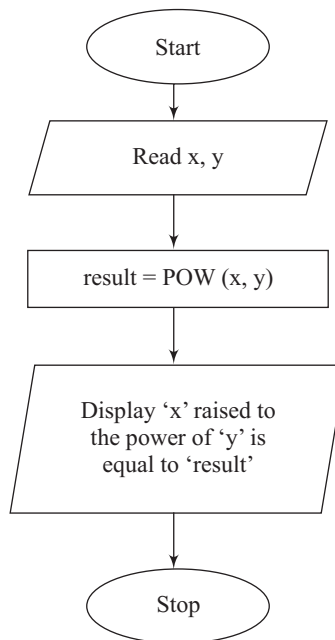 Start
Read x, y
result = POW (x, y)
Display ‘x’ raised to
the power of ‘y’ is
equal to ‘result’
Stop